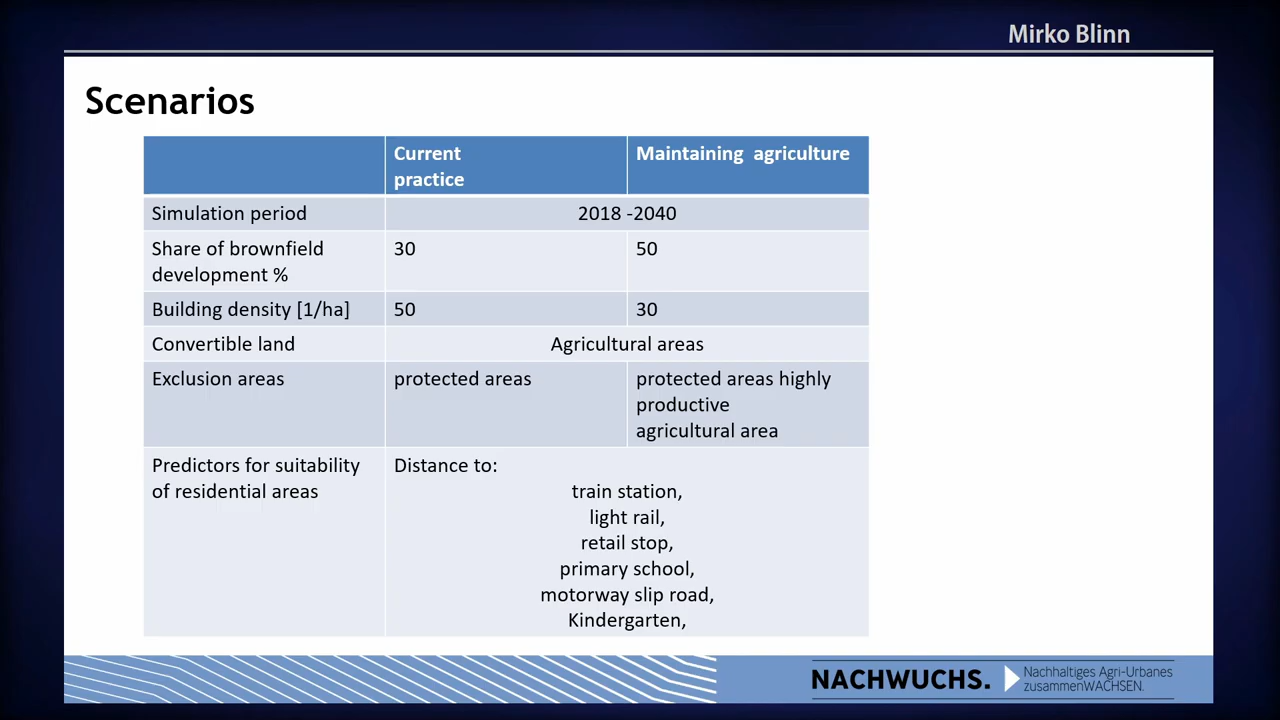 Mirko Blinn
Scenarios
Current
practice
Maintaining agriculture
Simulation period
2018 -2040
Share of brownfield
development %
30
50
Building density [1/ha]
50
30
Convertible land
Agricultural areas
Exclusion areas
protected areas
protected areas highly
productive
agricultural area
Predictors for suitability
of residential areas
Distance to:
train station,
light rail,
retail stop,
primary school,
motorway slip road,
Kindergarten,
NACHWUCHS.
Nachhaltiges Agri-Urbanes
zusammenWACHSEN.